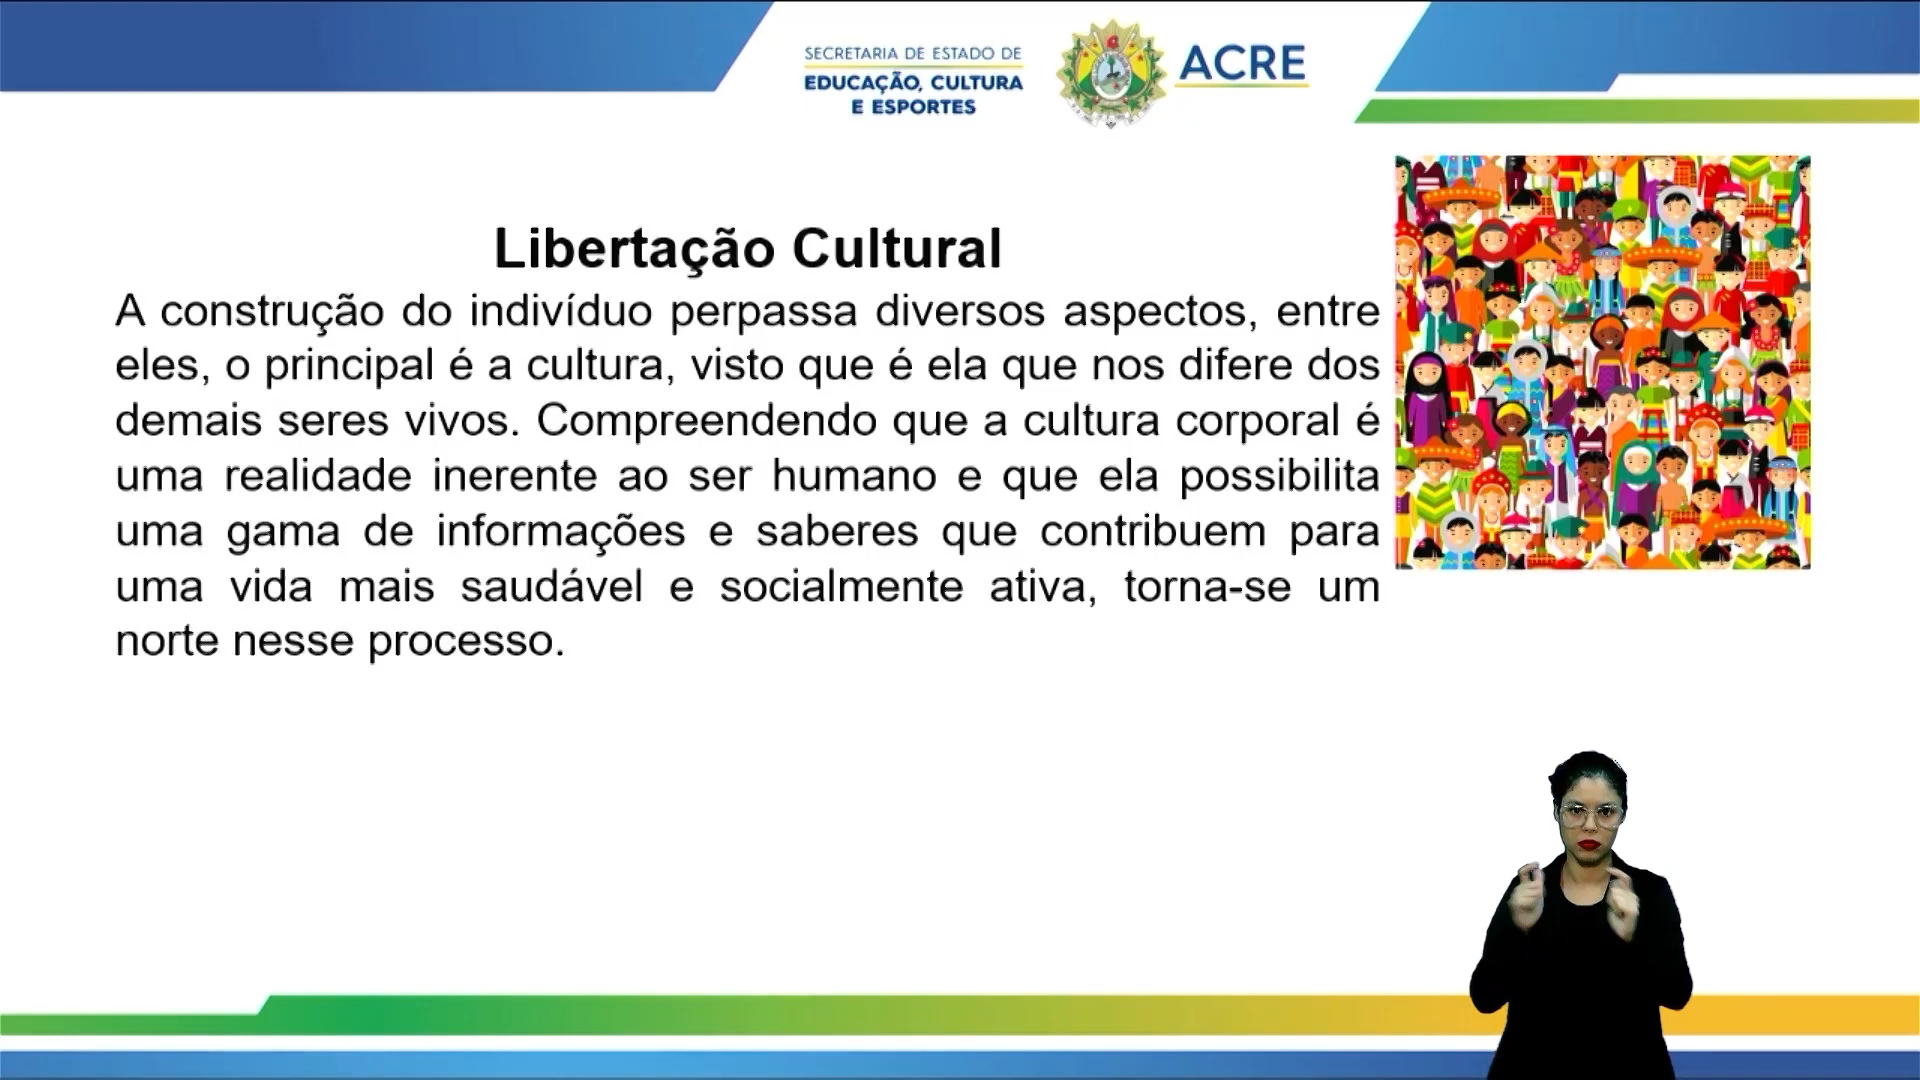 SECRETARIA DE ESTADO DE
EDUCAÇÃO, CULTURA
E ESPORTES
ACRE
Libertação Cultural
A construção do indivíduo perpassa diversos aspectos, entre
eles, o principal é a cultura, visto que é ela que nos difere dos
demais seres vivos. Compreendendo que a cultura corporal é
uma realidade inerente ao ser humano e que ela possibilita
uma gama de informações e saberes que contribuem para
uma vida mais saudável e socialmente ativa, torna-se um
norte nesse processo.